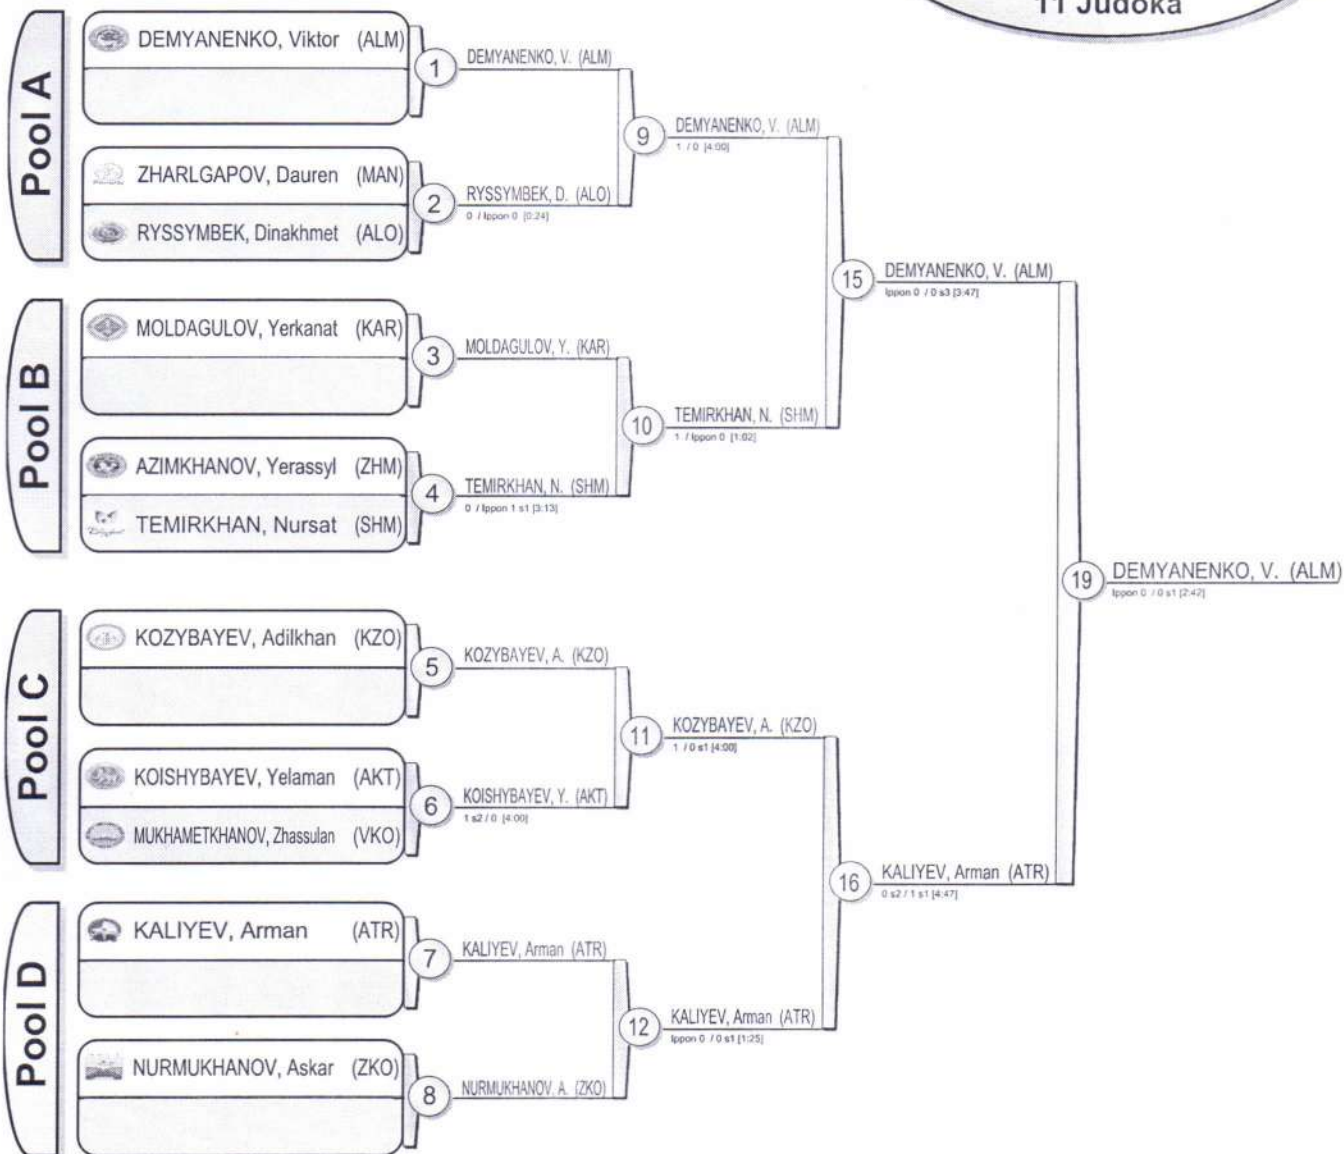 11 Judoka
Pool A
DEMYANENKO, Viktor (ALM)
1
DEMYANENKO, V. (ALM)
ZHARLGAPOV, Dauren (MAN)
RYSSYMBEK, Dinakhmet (ALO)
2
RYSSYMBEK, D. (ALO)
0 / Ippon 0 [0:24]
9
DEMYANENKO, V. (ALM)
1 / 0 [4:00]
Pool B
MOLDAGULOV, Yerkanat (KAR)
3
MOLDAGULOV, Y. (KAR)
AZIMKHANOV, Yerassyl (ZHM)
TEMIRKHAN, Nursat (SHM)
4
TEMIRKHAN, N. (SHM)
0 / Ippon 1 s1 [3:13]
10
TEMIRKHAN, N. (SHM)
1 / Ippon 0 [1:02]
15
DEMYANENKO, V. (ALM)
Ippon 0 / 0 s3 [3:47]
Pool C
KOZYBAYEV, Adilkhan (KZO)
5
KOZYBAYEV, A. (KZO)
KOISHYBAYEV, Yelaman (AKT)
MUKHAMETKHANOV, Zhassulan (VKO)
6
KOISHYBAYEV, Y. (AKT)
1 s2 / 0 [4:00]
11
KOZYBAYEV, A. (KZO)
1 / 0 s1 [4:00]
Pool D
KALIYEV, Arman (ATR)
7
KALIYEV, Arman (ATR)
NURMUKHANOV, Askar (ZKO)
8
NURMUKHANOV, A. (ZKO)
12
KALIYEV, Arman (ATR)
Ippon 0 / 0 s1 [1:25]
16
KALIYEV, Arman (ATR)
0 s2 / 1 s1 [4:47]
19
DEMYANENKO, V. (ALM)
Ippon 0 / 0 s1 [2:42]